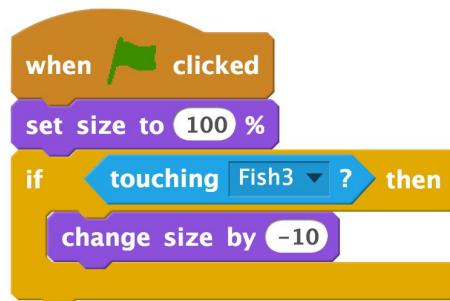 when clicked
set size to 100 %
if touching Fish3 ? then
change size by -10